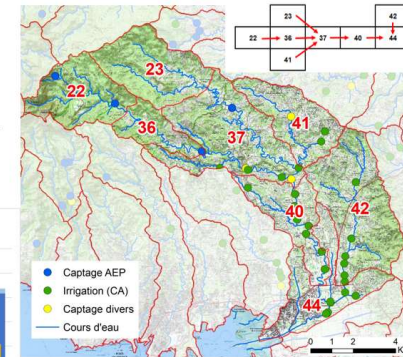 23 42
22 36 37 40 44
41
23
22
41
36
37
40
42
44
Captage AEP
Irrigation (CA)
Captage divers
Cours d'eau
0 1 2 4
K